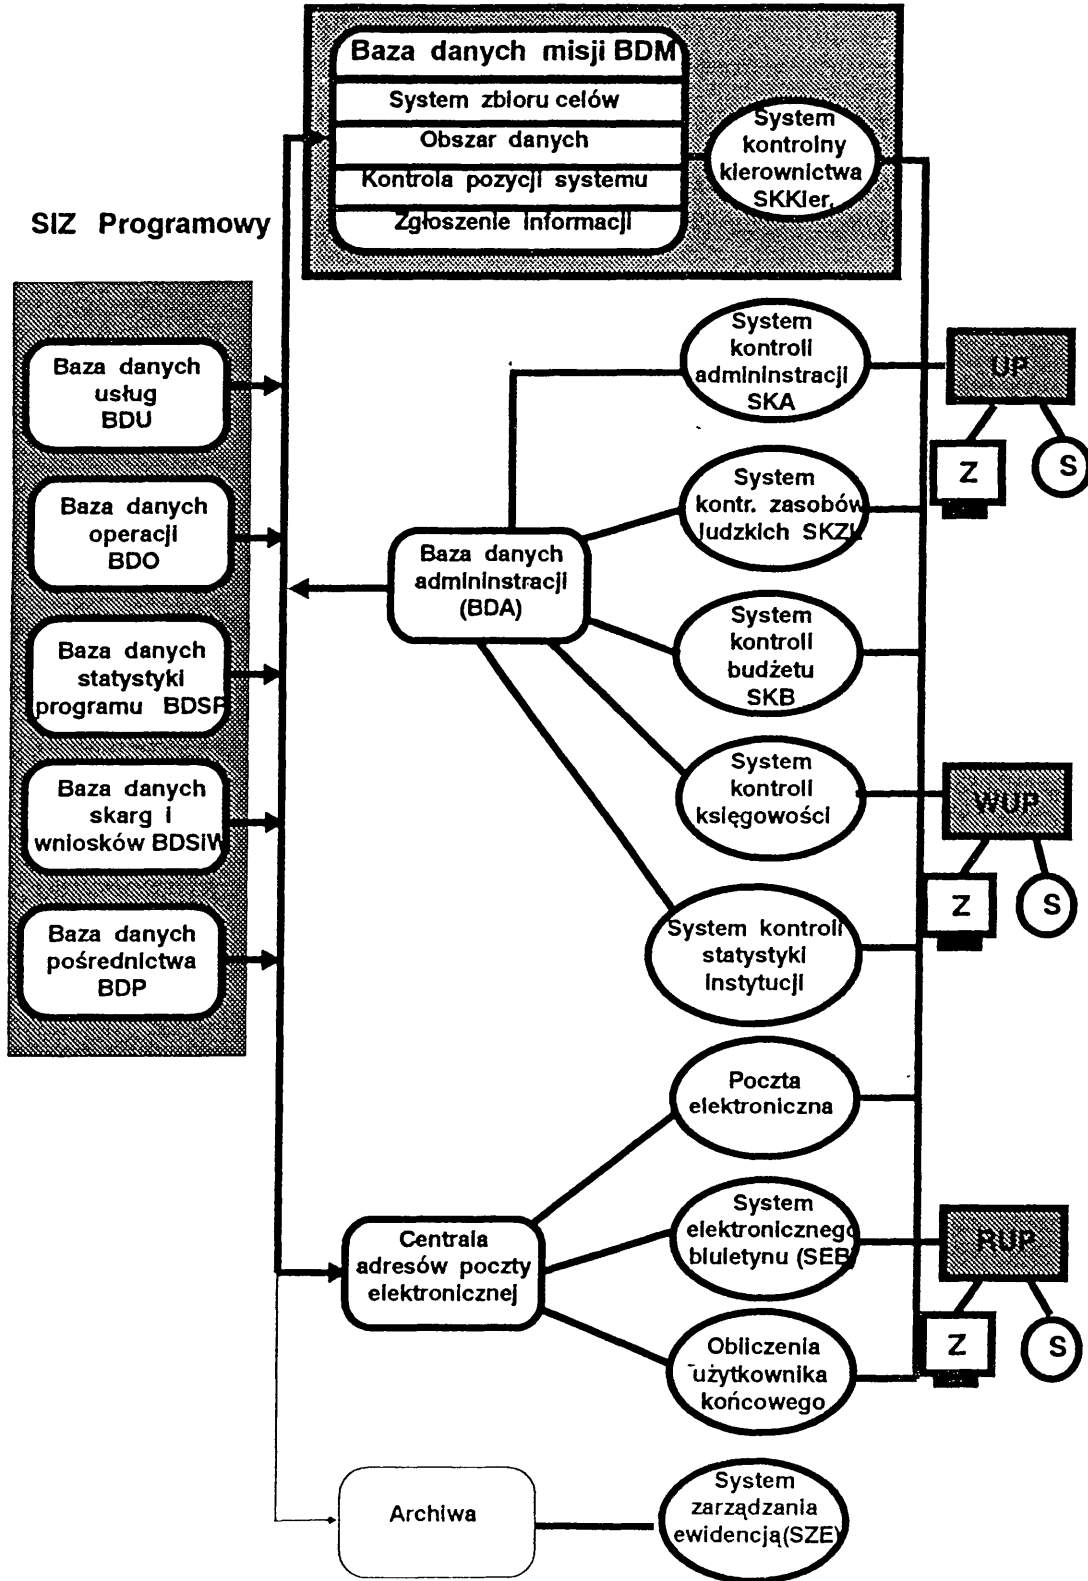 Baza danych misji BDM
System zbioru celów
Obszar danych
Kontrola pozycji systemu
Zgłoszenie informacji
System
kontrolny
kierownictwa
SKKier.
SIZ Programowy
Baza danych
usług
BDU
Baza danych
operacji
BDO
Baza danych
statystyki
programu BDSP
Baza danych
skarg i
wniosków BDSiW
Baza danych
pośrednictwa
BDP
Baza danych
admininstracji
(BDA)
System
kontroli
admininstracji
SKA
System
kontr. zasobów
ludzkich SKZL
System
kontroli
budżetu
SKB
System
kontroli
księgowości
System kontroli
statystyki
instytucji
UP
Z
S
WUP
Z
S
Poczta
elektroniczna
Centrala
adresów poczty
elektronicznej
System
elektronicznego
biuletynu (SEB)
Obliczenia
użytkownika
końcowego
RUP
Z
S
Archiwa
System
zarządzania
ewidencją(SZE)